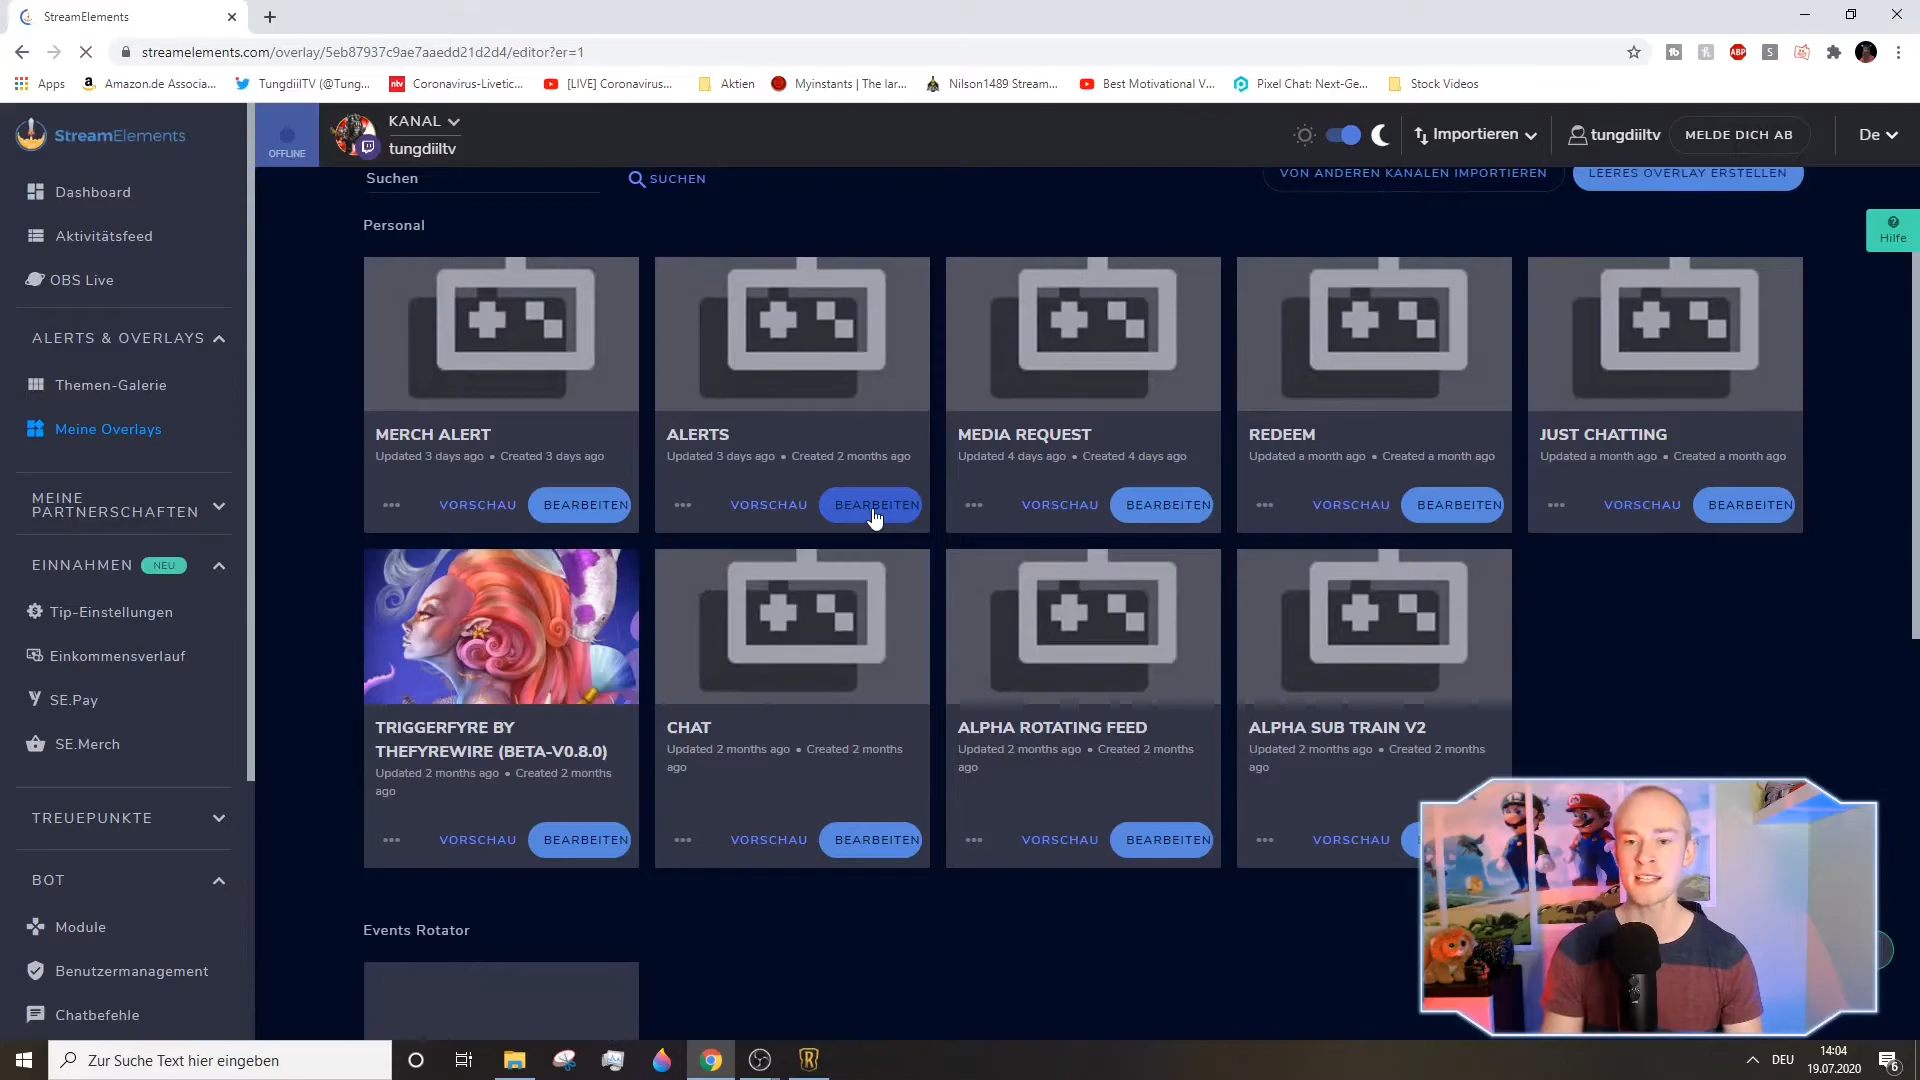 StreamElements
streamelements.com/overlay/5eb87937c9ae7aaedd21d2d4/editor?er=1
Apps
Amazon.de Associa...
TungdiilTV (@Tung...
Coronavirus-Livetic...
[LIVE] Coronavirus...
Aktien
Myinstants | The lar...
Nilson1489 Stream...
Best Motivational V...
Pixel Chat: Next-Ge...
Stock Videos
StreamElements
OFFLINE
KANAL
tungdiiltv
Importieren
tungdiiltv
MELDE DICH AB
De
Dashboard
Aktivitätsfeed
OBS Live
ALERTS & OVERLAYS
Themen-Galerie
Meine Overlays
MEINE
PARTNERSCHAFTEN
EINNAHMEN NEU
Tip-Einstellungen
Einkommensverlauf
SE.Pay
SE.Merch
TREUEPUNKTE
BOT
Module
Benutzermanagement
Chatbefehle
Suchen
SUCHEN
VON ANDEREN KANALEN IMPORTIEREN
LEERES OVERLAY ERSTELLEN
Hilfe
Personal
MERCH ALERT
Updated 3 days ago • Created 3 days ago
VORSCHAU BEARBEITEN
ALERTS
Updated 3 days ago • Created 2 months ago
VORSCHAU BEARBEITEN
MEDIA REQUEST
Updated 4 days ago • Created 4 days ago
VORSCHAU BEARBEITEN
REDEEM
Updated a month ago • Created a month ago
VORSCHAU BEARBEITEN
JUST CHATTING
Updated a month ago • Created a month ago
VORSCHAU BEARBEITEN
TRIGGERFYRE BY
THEFYREWIRE (BETA-V0.8.0)
Updated 2 months ago • Created 2 months
ago
VORSCHAU BEARBEITEN
CHAT
Updated 2 months ago • Created 2 months
ago
VORSCHAU BEARBEITEN
ALPHA ROTATING FEED
Updated 2 months ago • Created 2 months
ago
VORSCHAU BEARBEITEN
ALPHA SUB TRAIN V2
Updated 2 months ago • Created 2 months
ago
VORSCHAU
Events Rotator
Zur Suche Text hier eingeben
DEU
14:04
19.07.2020
6